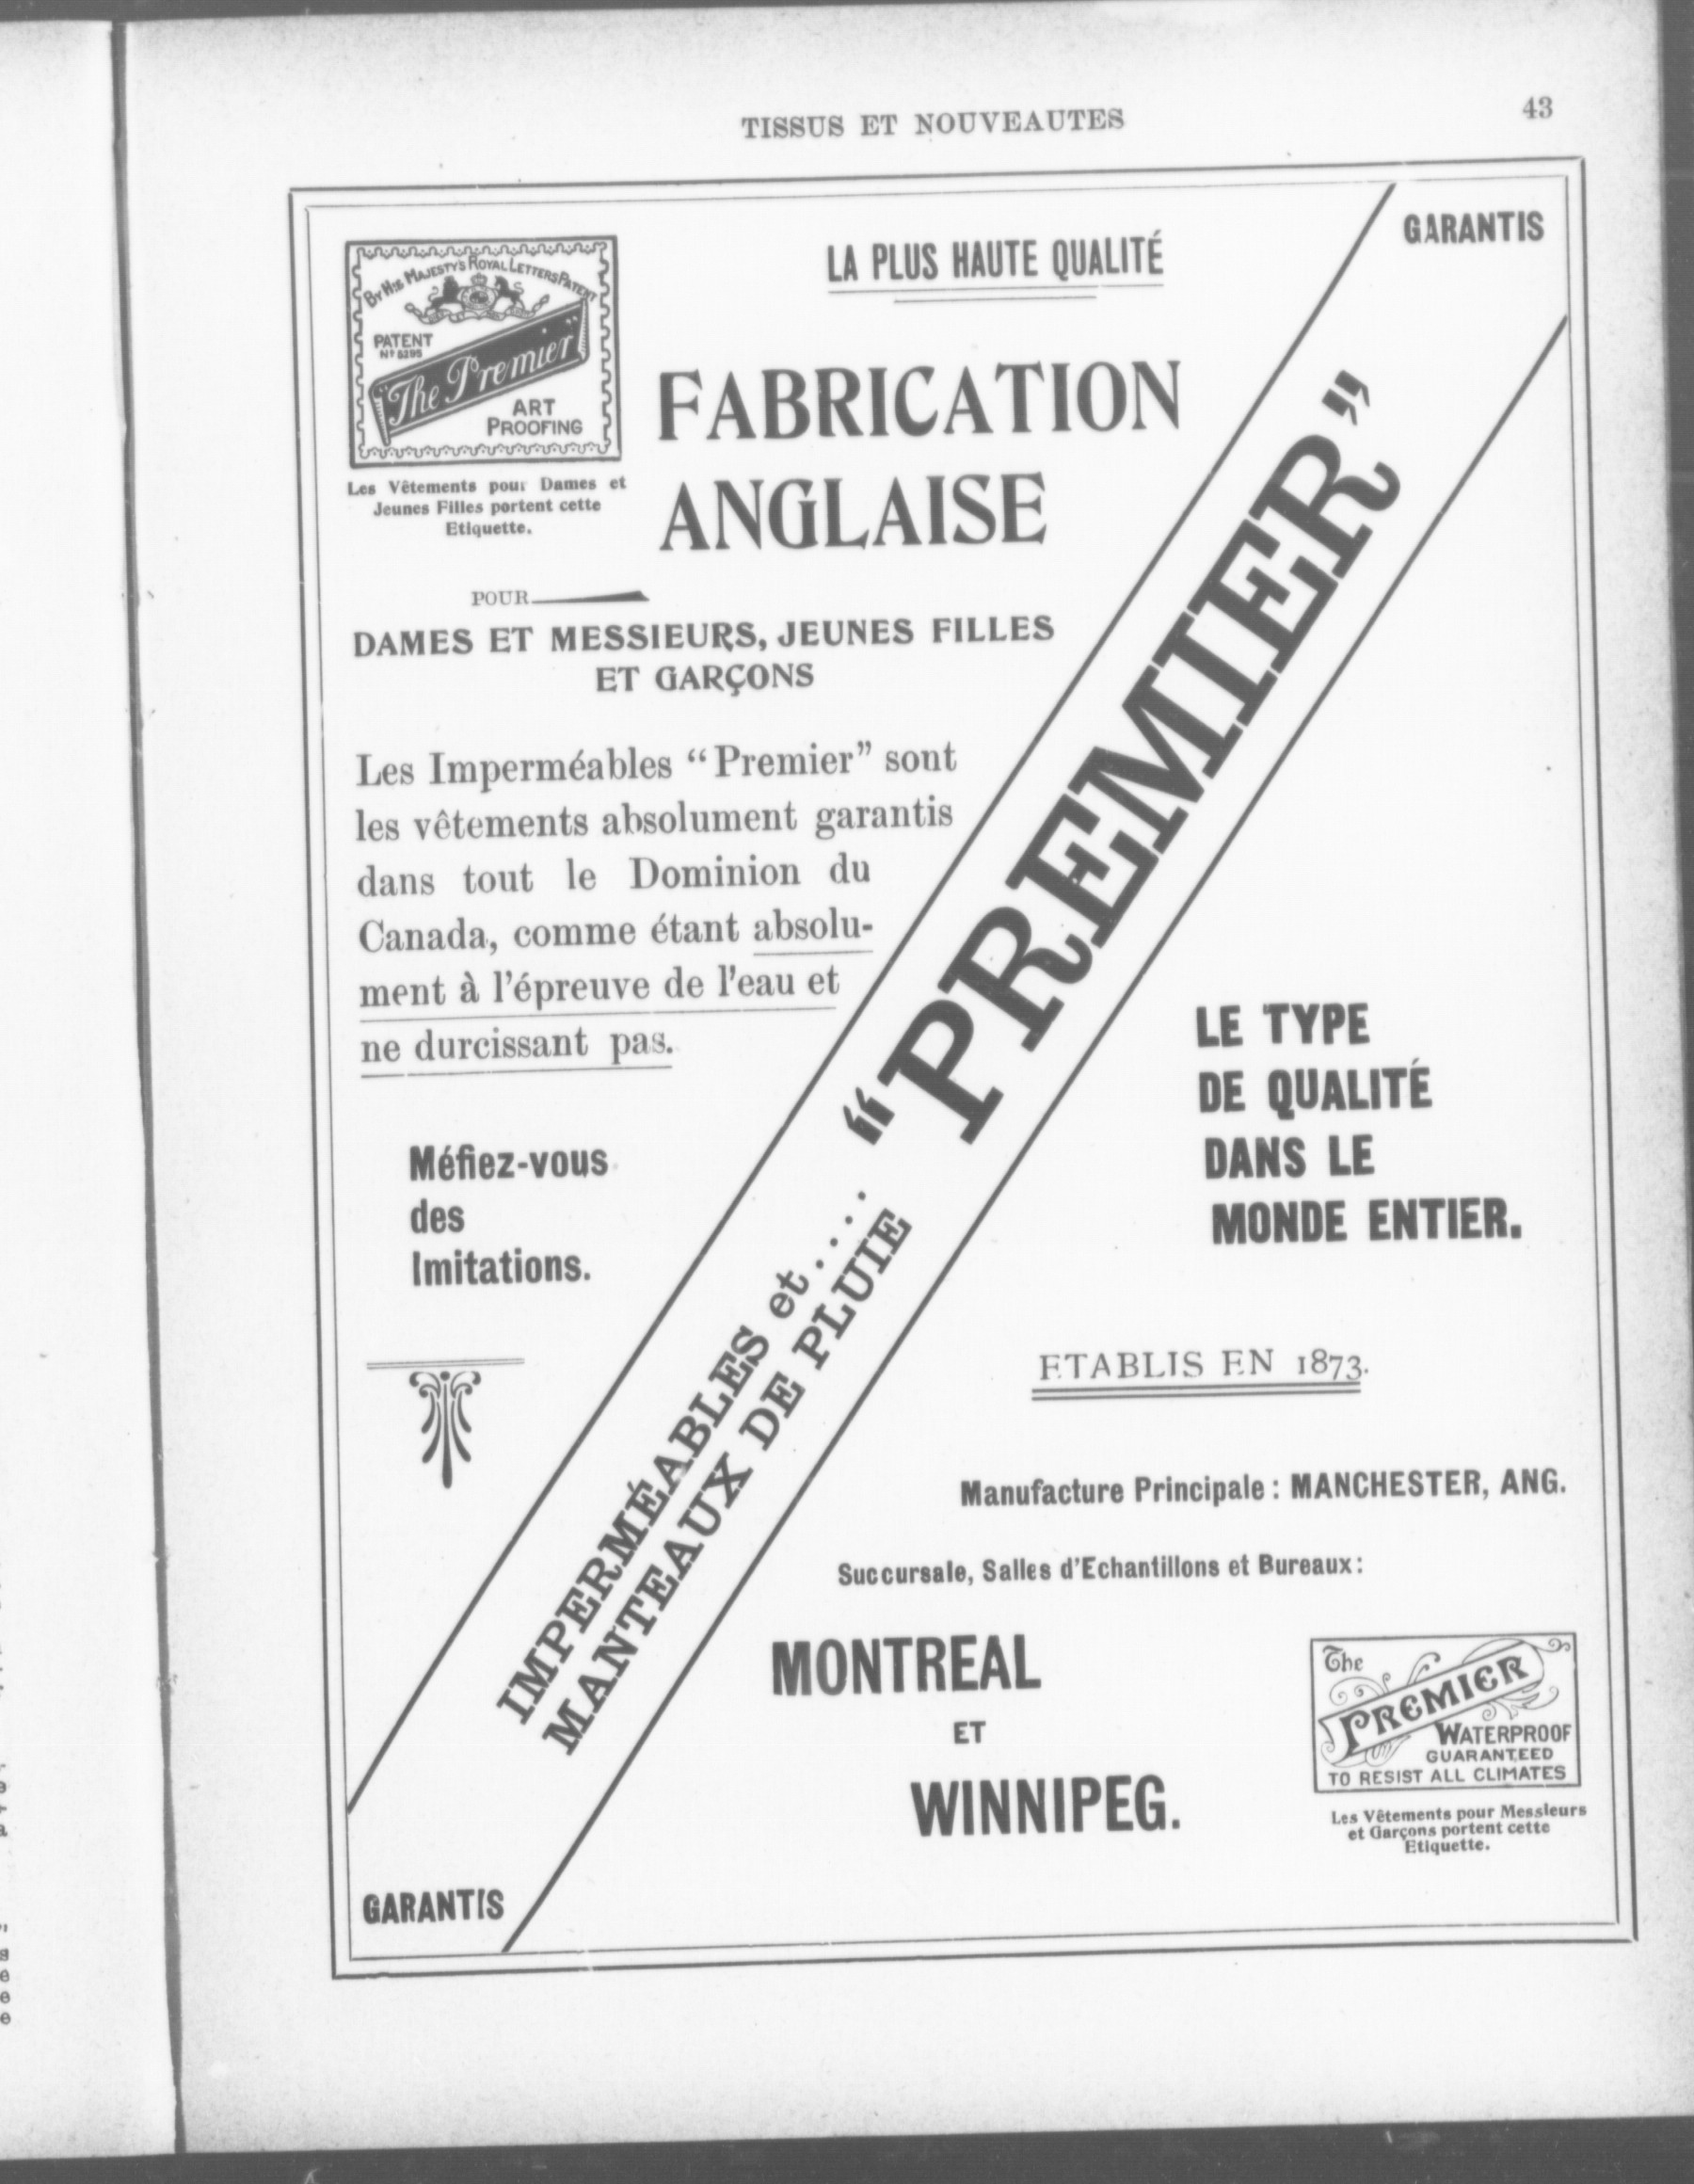 TISSUS ET NOUVEAUTES
43
BY HIS MAJESTY'S ROYAL LETTERS PATENT
PATENT
Nº 5295
"The Premier"
ART
PROOFING
Les Vêtements pour Dames et
Jeunes Filles portent cette
Etiquette.
LA PLUS HAUTE QUALITÉ
FABRICATION
ANGLAISE
POUR
DAMES ET MESSIEURS, JEUNES FILLES
ET GARÇONS
Les Imperméables "Premier" sont
les vêtements absolument garantis
dans tout le Dominion du
Canada, comme étant absolu-
ment à l'épreuve de l'eau et
ne durcissant pas.
Méfiez-vous
des
Imitations.
GARANTIS
IMPERMÉABLES et.....
MANTEAUX DE PLUIE
"PREMIER"
GARANTIS
LE TYPE
DE QUALITÉ
DANS LE
MONDE ENTIER.
ETABLIS EN 1873.
Manufacture Principale : MANCHESTER, ANG.
Succursale, Salles d'Echantillons et Bureaux :
MONTREAL
ET
WINNIPEG.
The
PREMIER
WATERPROOF
GUARANTEED
TO RESIST ALL CLIMATES
Les Vêtements pour Messieurs
et Garçons portent cette
Etiquette.